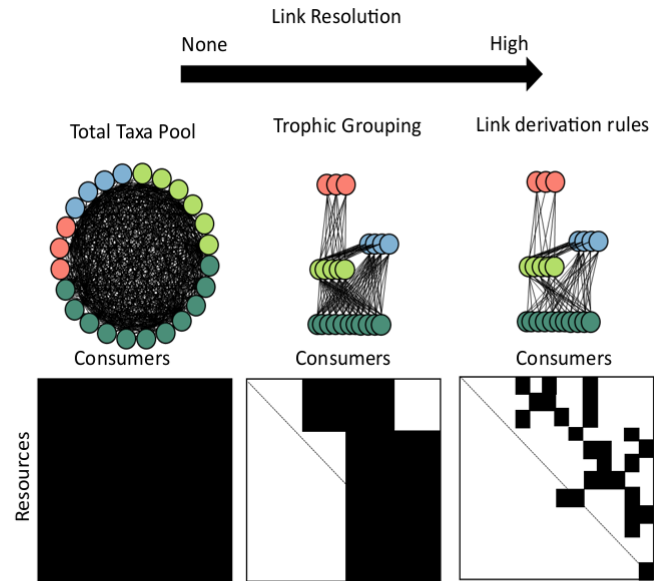 Link Resolution
None
High
Total Taxa Pool
Trophic Grouping
Link derivation rules
Consumers
Consumers
Consumers
Resources